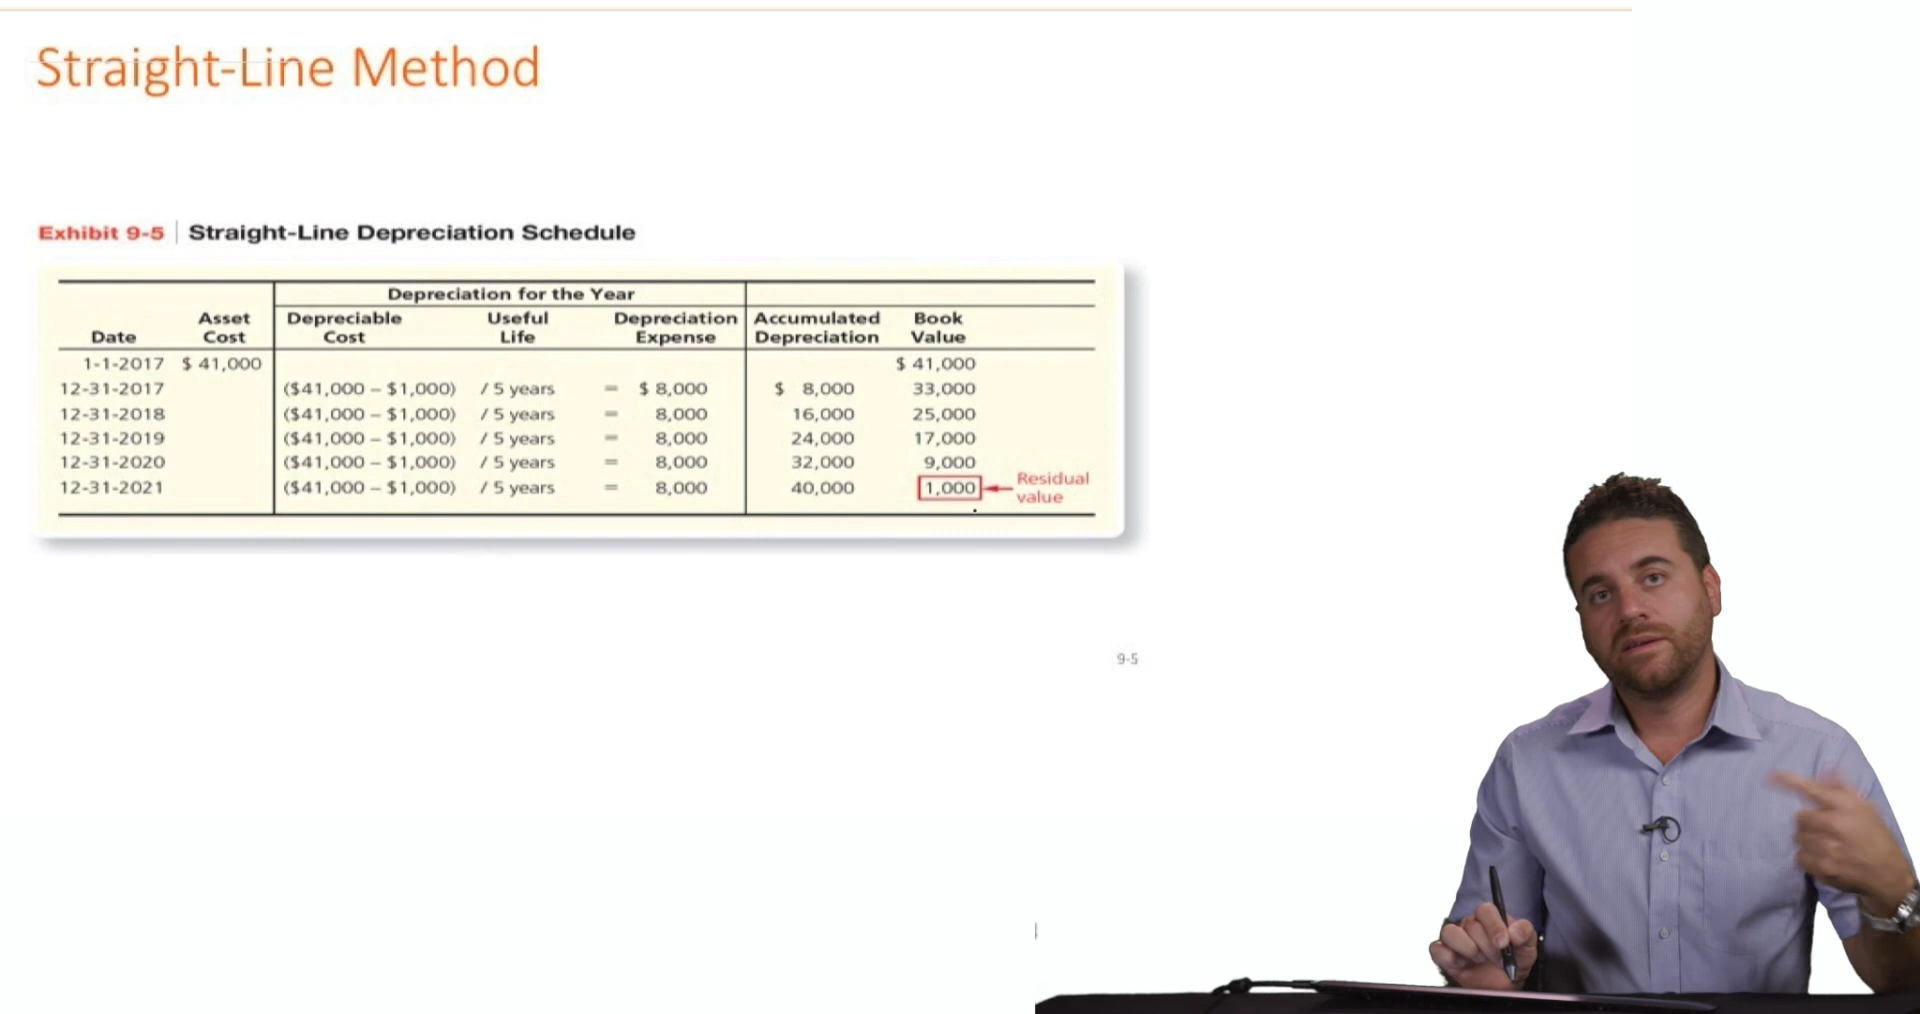 Straight-Line Method
Exhibit 9-5 Straight-Line Depreciation Schedule
Depreciation for the Year
Asset Depreciable Useful Depreciation Accumulated Book
Date Cost Cost Life Expense Depreciation Value
1-1-2017 $ 41,000 $ 41,000
12-31-2017 ($41,000 – $1,000) / 5 years = $ 8,000 $ 8,000 33,000
12-31-2018 ($41,000 – $1,000) / 5 years = 8,000 16,000 25,000
12-31-2019 ($41,000 – $1,000) / 5 years = 8,000 24,000 17,000
12-31-2020 ($41,000 – $1,000) / 5 years = 8,000 32,000 9,000
12-31-2021 ($41,000 – $1,000) / 5 years = 8,000 40,000 1,000 Residual
value
9-5